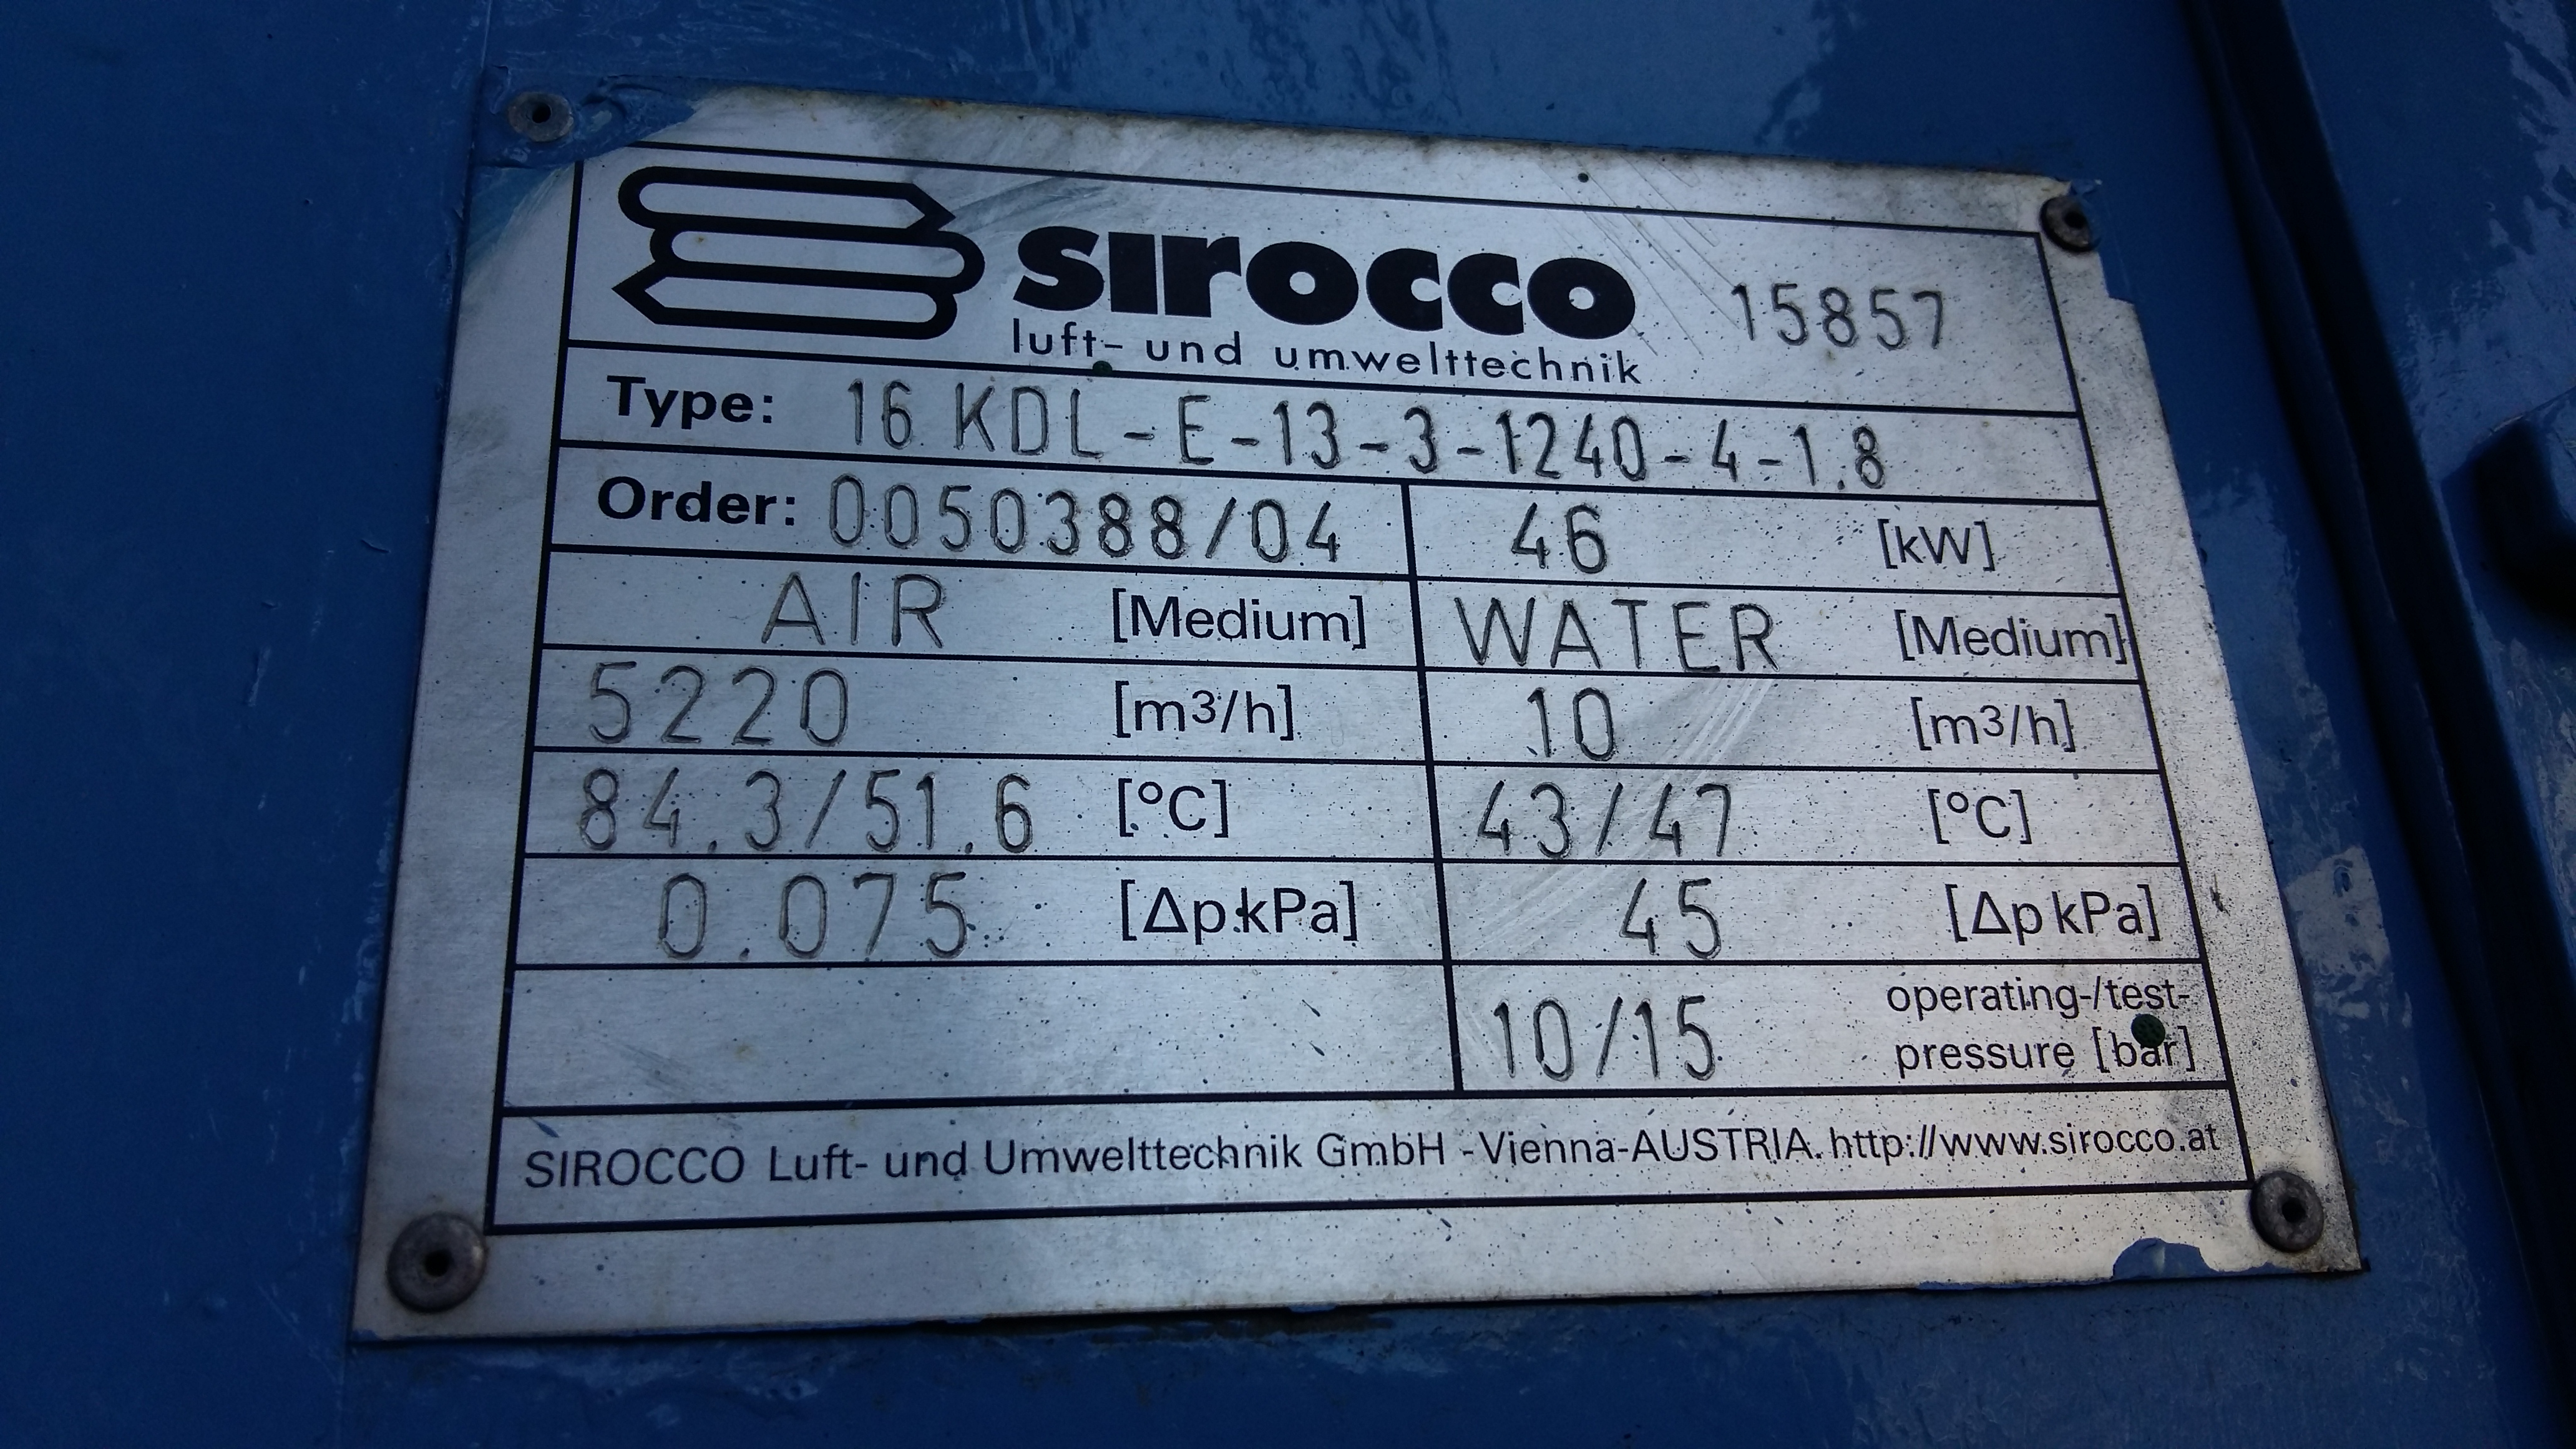 sirocco 15857
luft- und umwelttechnik
Type: 16 KDL-E-13-3-1240-4-1.8
Order: 0050388/04 46 [kW]
AIR [Medium] WATER [Medium]
5220 [m3/h] 10 [m3/h]
84.3/51.6 [°C] 43/47 [°C]
0.075 [Δp kPa] 45 [Δp kPa]
10/15 operating-/test-
pressure [bar]
SIROCCO Luft- und Umwelttechnik GmbH -Vienna-AUSTRIA. http://www.sirocco.at